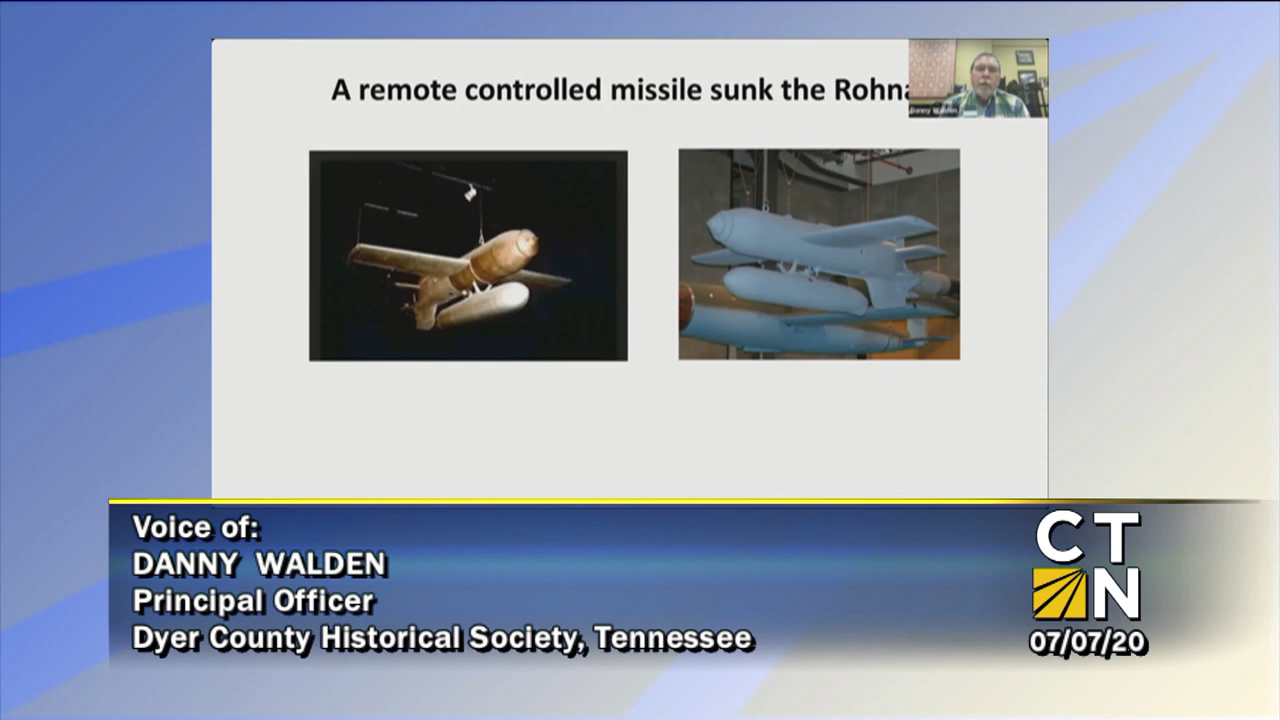 A remote controlled missile sunk the Rohna
Danny Walden
Voice of:
DANNY WALDEN
Principal Officer
Dyer County Historical Society, Tennessee
CT
N
07/07/20